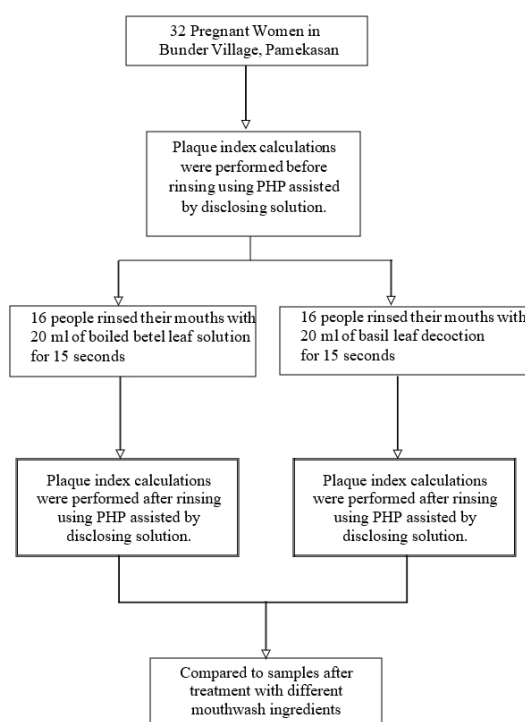 32 Pregnant Women in
Bunder Village, Pamekasan
Plaque index calculations
were performed before
rinsing using PHP assisted
by disclosing solution.
16 people rinsed their mouths with
20 ml of boiled betel leaf solution
for 15 seconds
16 people rinsed their mouths with
20 ml of basil leaf decoction
for 15 seconds
Plaque index calculations
were performed after rinsing
using PHP assisted by
disclosing solution.
Plaque index calculations
were performed after rinsing
using PHP assisted by
disclosing solution.
Compared to samples after
treatment with different
mouthwash ingredients